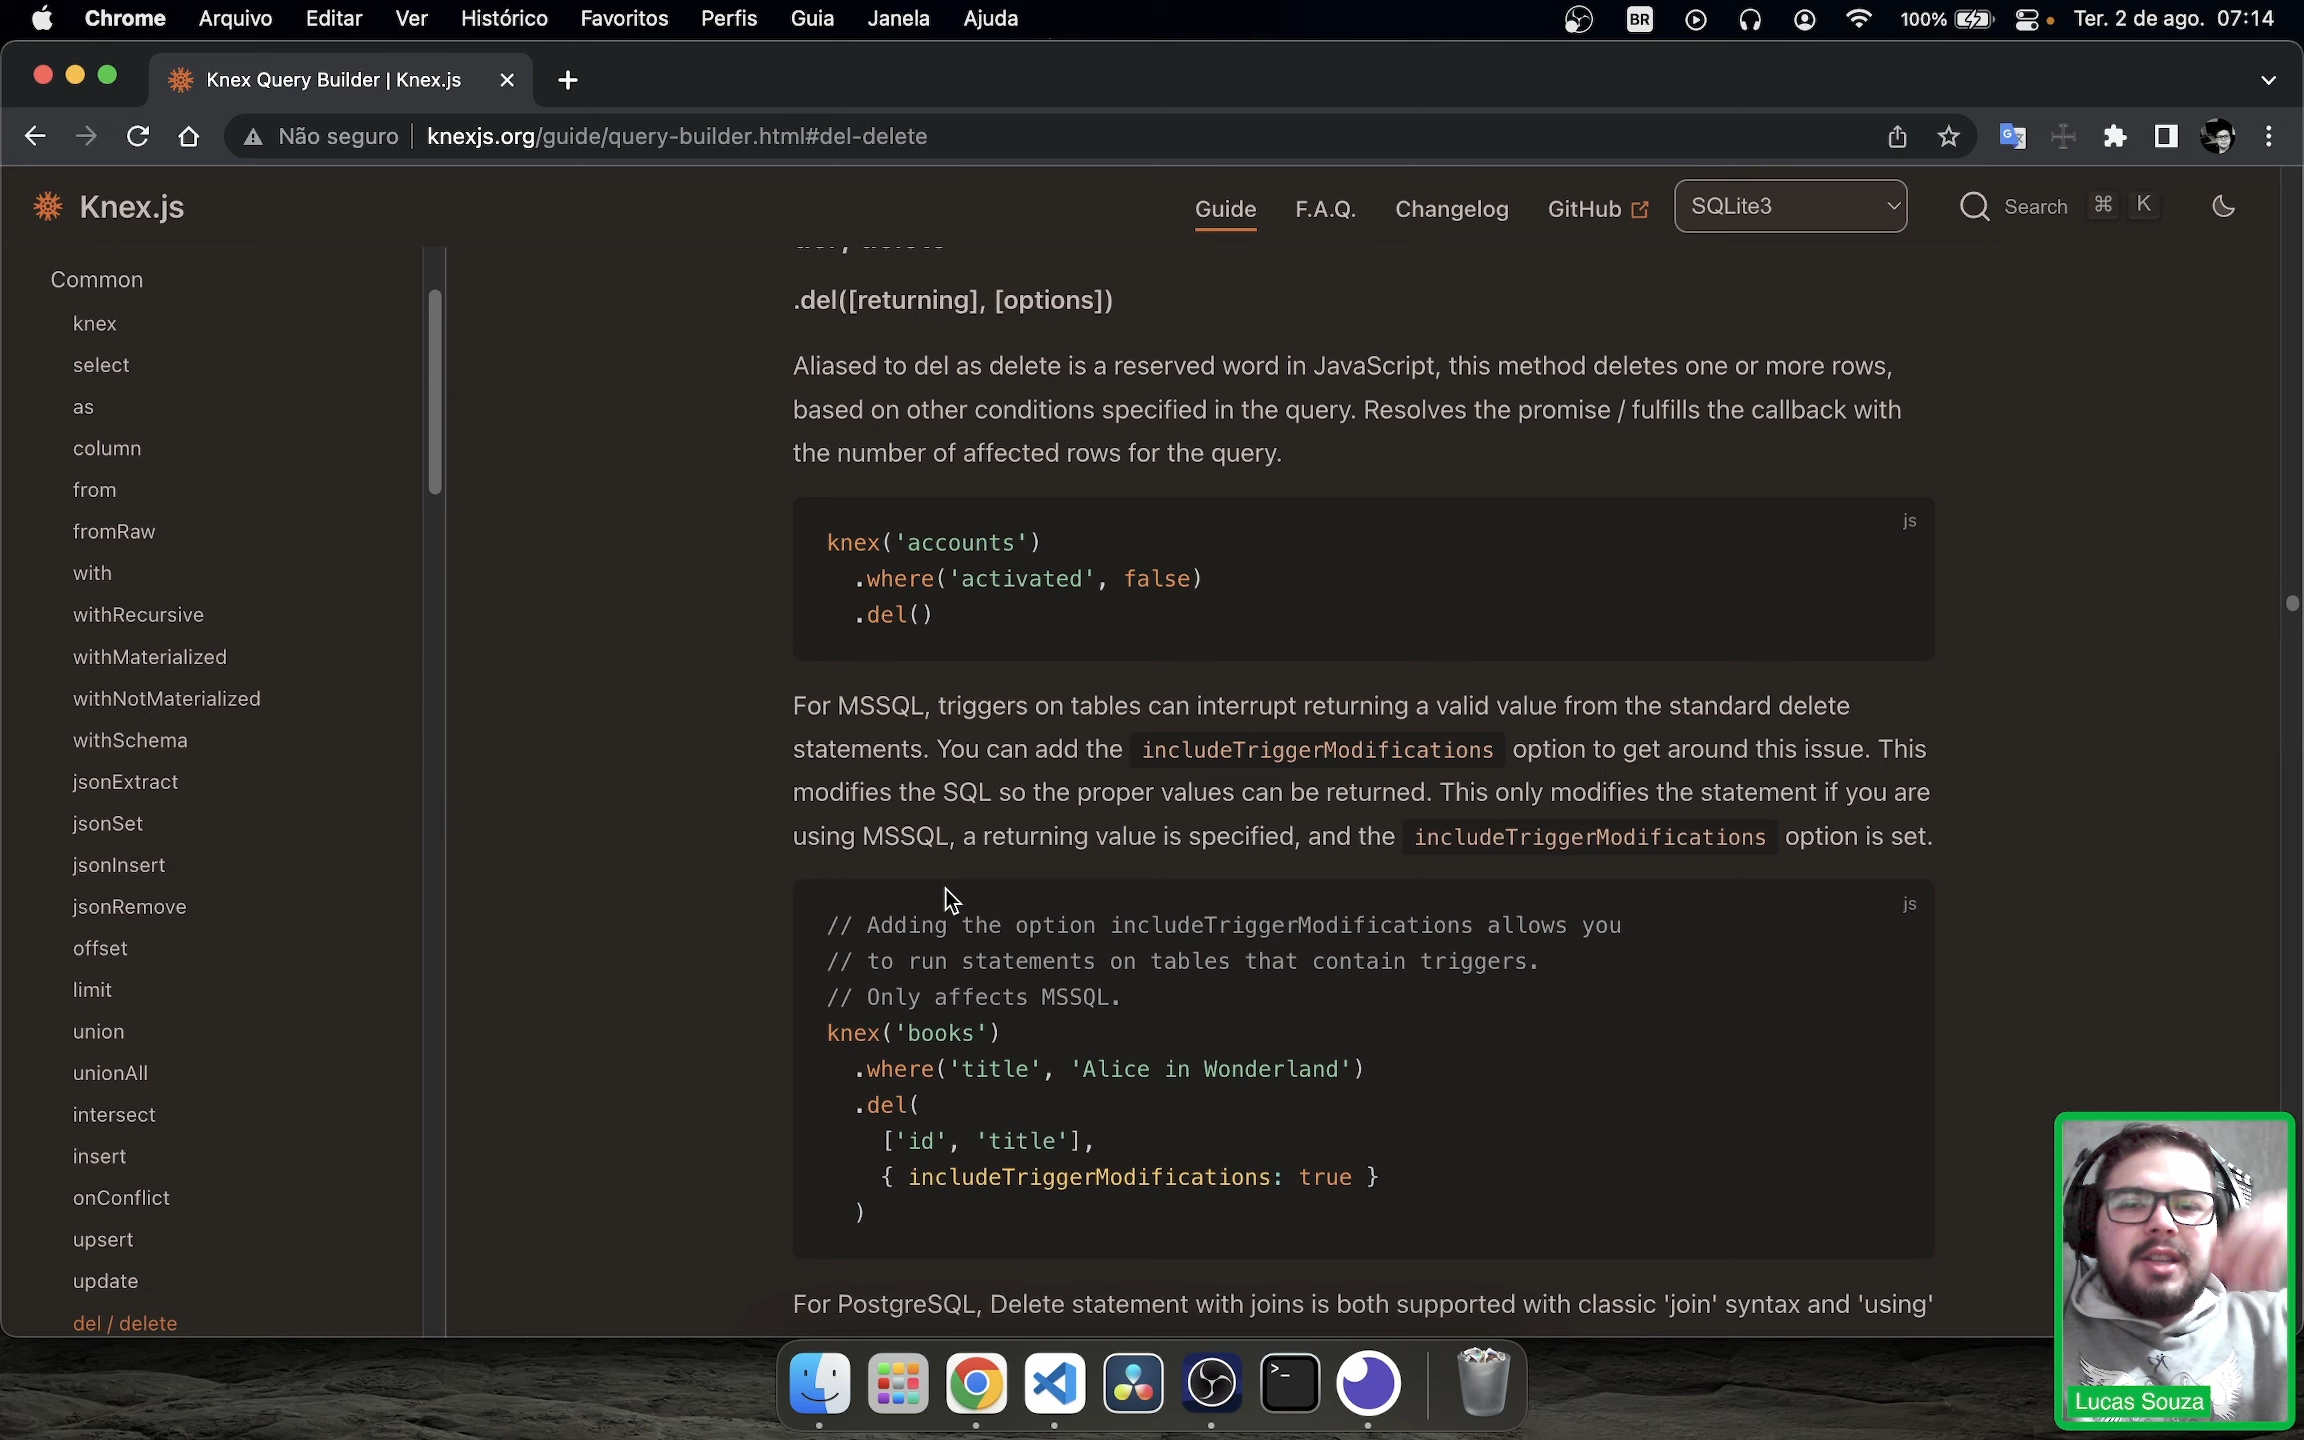 Chrome Arquivo Editar Ver Histórico Favoritos Perfis Guia Janela Ajuda BR 100% Ter. 2 de ago. 07:14
Knex Query Builder | Knex.js
Não seguro knexjs.org/guide/query-builder.html#del-delete
Knex.js Guide F.A.Q. Changelog GitHub SQLite3 Search ⌘ K
Common
knex
select
as
column
from
fromRaw
with
withRecursive
withMaterialized
withNotMaterialized
withSchema
jsonExtract
jsonSet
jsonInsert
jsonRemove
offset
limit
union
unionAll
intersect
insert
onConflict
upsert
update
del / delete
.del([returning], [options])
Aliased to del as delete is a reserved word in JavaScript, this method deletes one or more rows,
based on other conditions specified in the query. Resolves the promise / fulfills the callback with
the number of affected rows for the query.
js
knex('accounts')
.where('activated', false)
.del()
For MSSQL, triggers on tables can interrupt returning a valid value from the standard delete
statements. You can add the includeTriggerModifications option to get around this issue. This
modifies the SQL so the proper values can be returned. This only modifies the statement if you are
using MSSQL, a returning value is specified, and the includeTriggerModifications option is set.
js
// Adding the option includeTriggerModifications allows you
// to run statements on tables that contain triggers.
// Only affects MSSQL.
knex('books')
.where('title', 'Alice in Wonderland')
.del(
['id', 'title'],
{ includeTriggerModifications: true }
)
For PostgreSQL, Delete statement with joins is both supported with classic 'join' syntax and 'using'
Lucas Souza